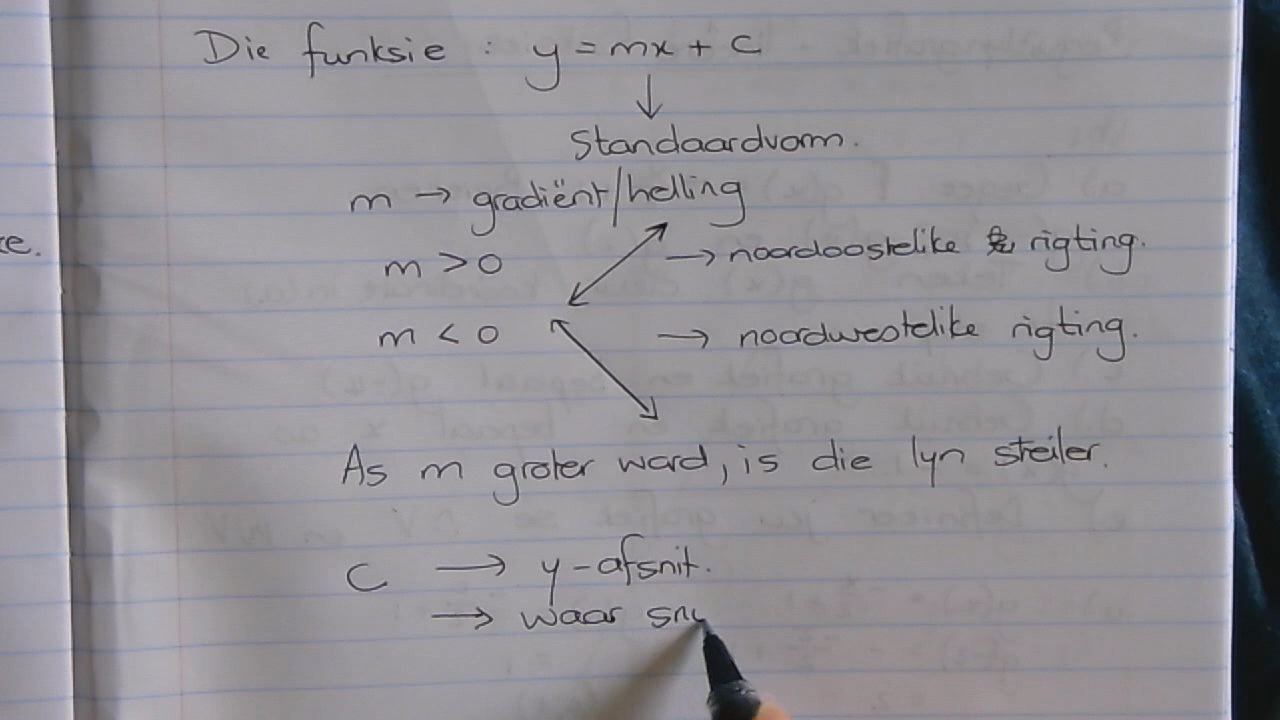 Die funksie : y = mx + c
↓
Standaardvorm.
m → gradiënt/helling
m > 0 → noordoostelike rigting.
m < 0 → noordwestelike rigting.
As m groter word, is die lyn steiler.
c → y-afsnit.
→ waar sny